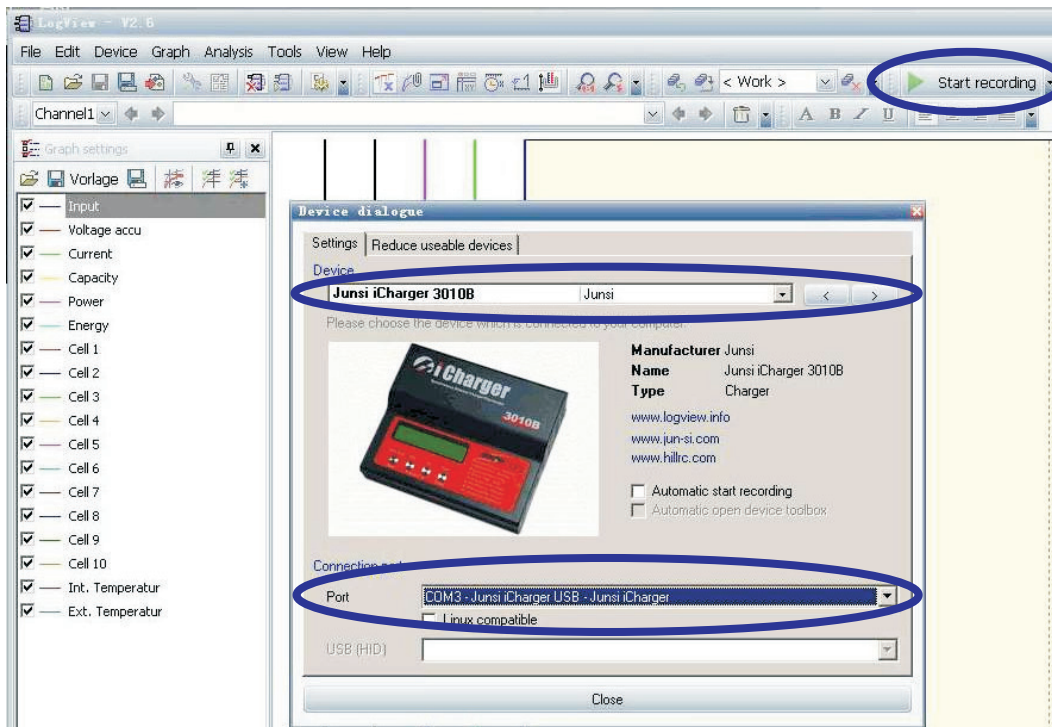 LogView - V2.6
File Edit Device Graph Analysis Tools View Help
< Work > Start recording
Channel1 A B I U
Graph settings
Vorlage
Input
Voltage accu
Current
Capacity
Power
Energy
Cell 1
Cell 2
Cell 3
Cell 4
Cell 5
Cell 6
Cell 7
Cell 8
Cell 9
Cell 10
Int. Temperatur
Ext. Temperatur
Device dialogue
Settings Reduce useable devices
Device
Junsi iCharger 3010B Junsi < >
Please choose the device which is connected to your computer.
iCharger
3010B
Manufacturer Junsi
Name Junsi iCharger 3010B
Type Charger
www.logview.info
www.jun-si.com
www.hillrc.com
Automatic start recording
Automatic open device toolbox
Connection port
Port COM3 - Junsi iCharger USB - Junsi iCharger
Linux compatible
USB (HID)
Close